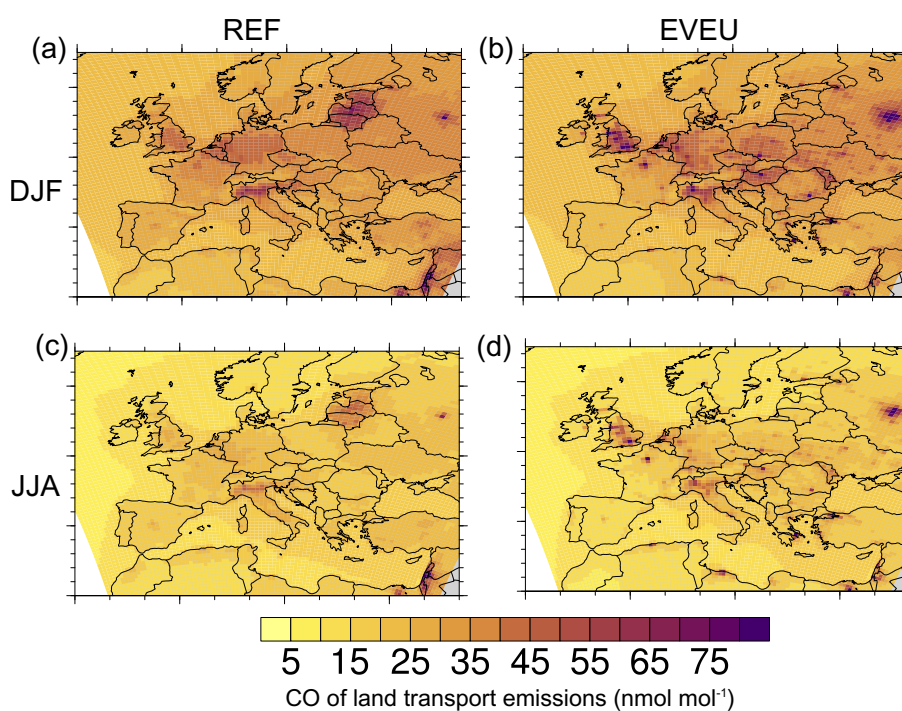 REF EVEU
(a) (b)
DJF
(c) (d)
JJA
5 15 25 35 45 55 65 75
CO of land transport emissions (nmol mol⁻¹)